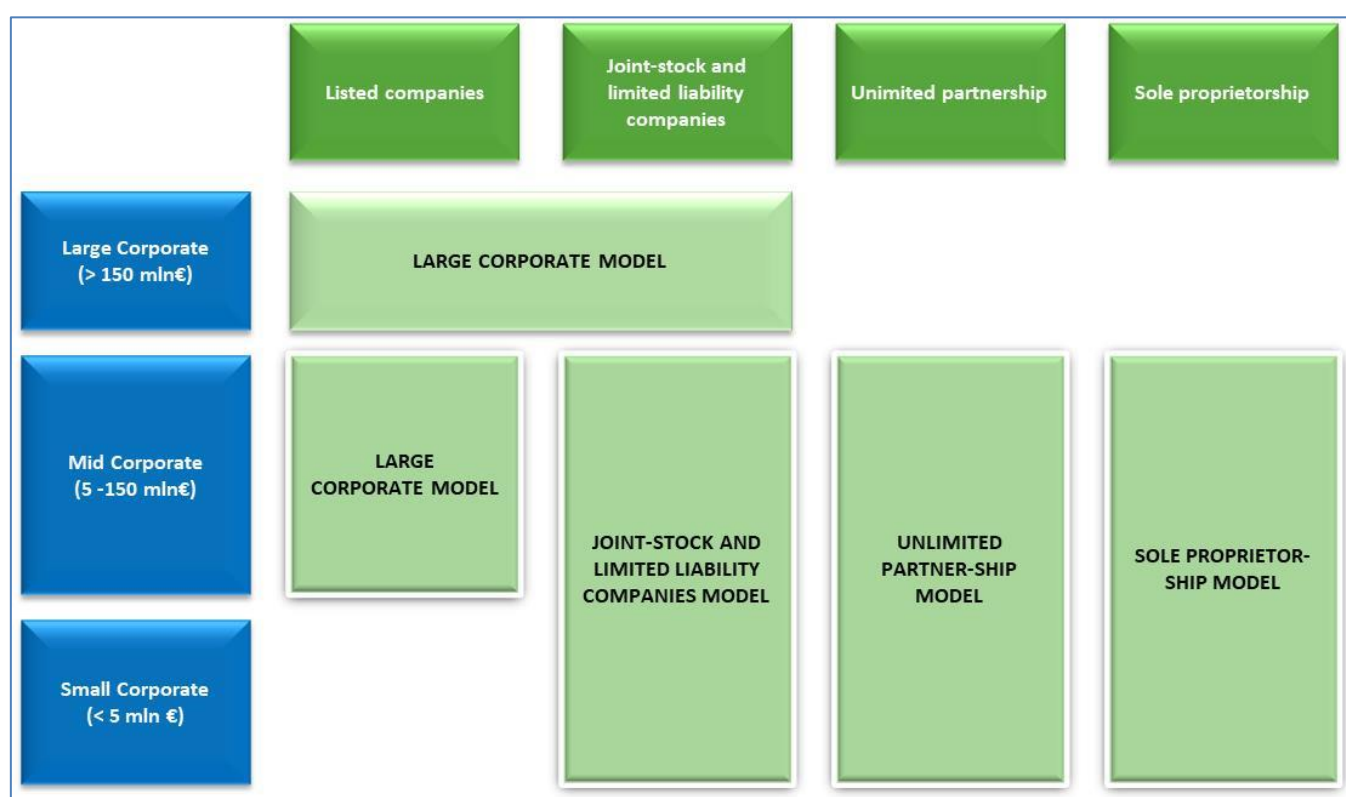 Listed companies
Joint-stock and
limited liability
companies
Unimited partnership
Sole proprietorship
Large Corporate
(> 150 mln€)
LARGE CORPORATE MODEL
Mid Corporate
(5 -150 mln€)
LARGE
CORPORATE MODEL
JOINT-STOCK AND
LIMITED LIABILITY
COMPANIES MODEL
UNLIMITED
PARTNER-SHIP
MODEL
SOLE PROPRIETOR-
SHIP MODEL
Small Corporate
(< 5 mln €)